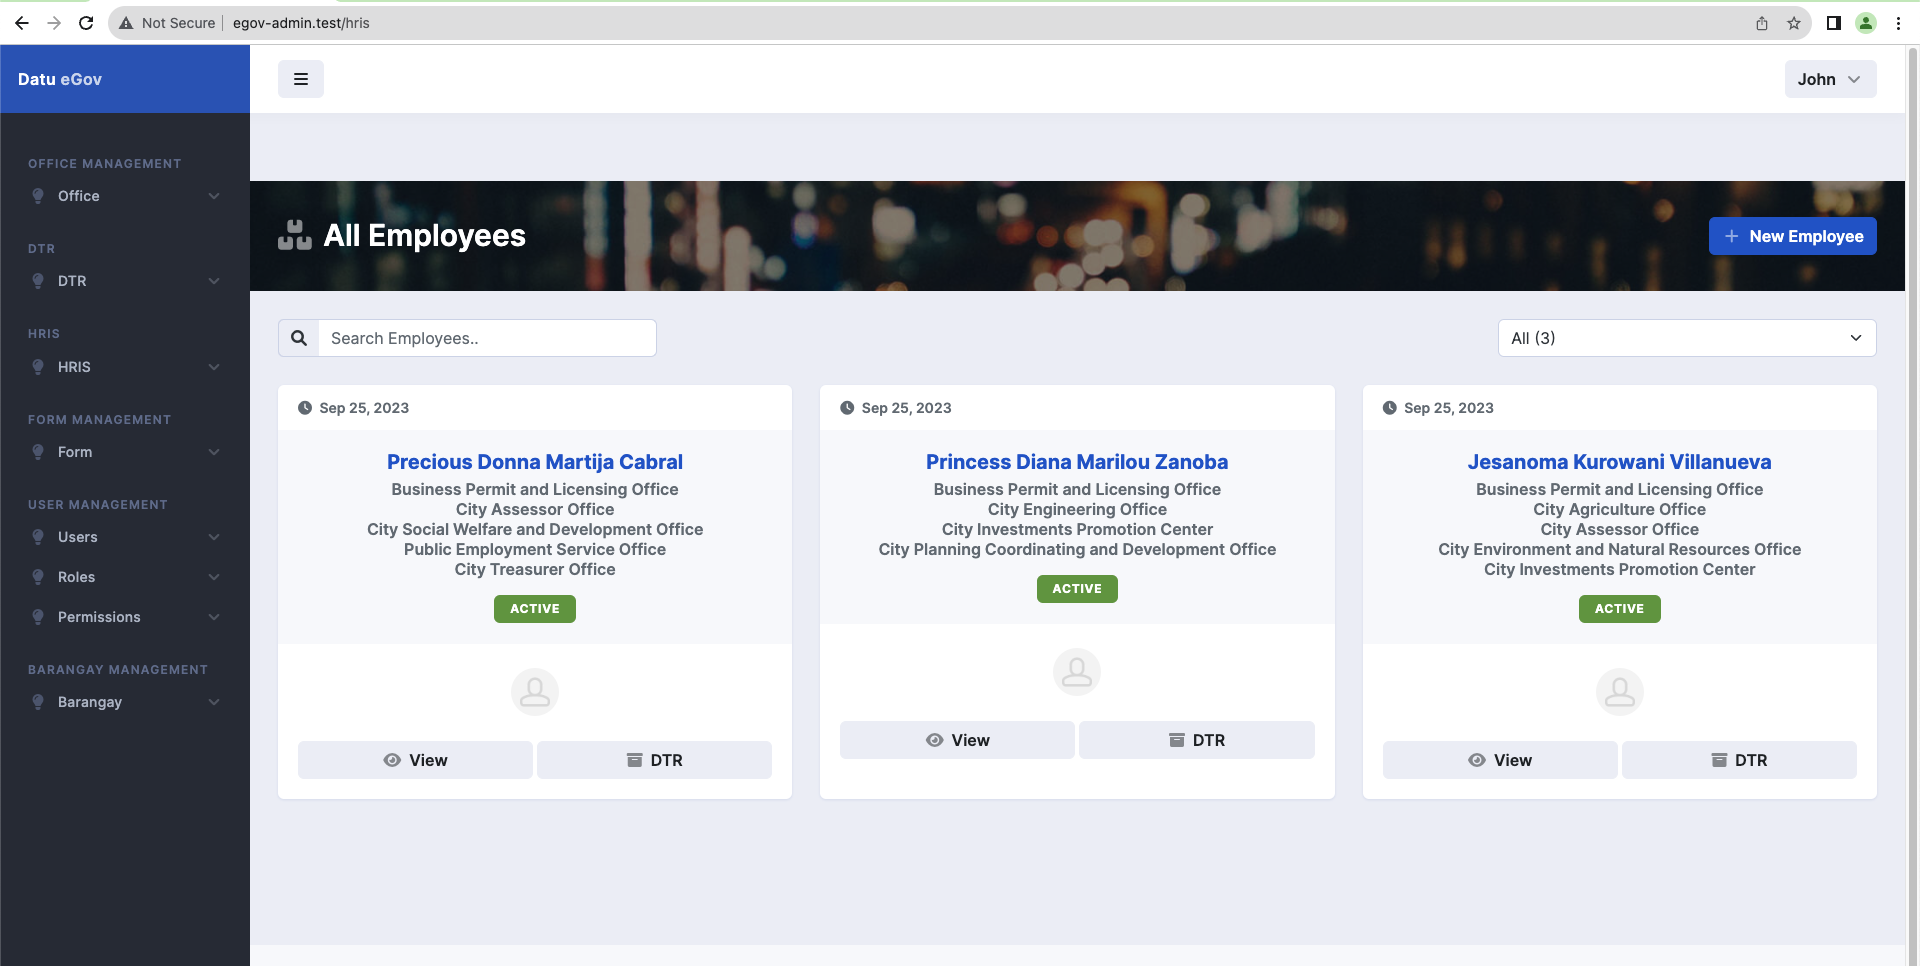 Not Secure egov-admin.test/hris
Datu eGov
John
OFFICE MANAGEMENT
Office
DTR
DTR
HRIS
HRIS
FORM MANAGEMENT
Form
USER MANAGEMENT
Users
Roles
Permissions
BARANGAY MANAGEMENT
Barangay
All Employees
+ New Employee
Search Employees..
All (3)
Sep 25, 2023
Precious Donna Martija Cabral
Business Permit and Licensing Office
City Assessor Office
City Social Welfare and Development Office
Public Employment Service Office
City Treasurer Office
ACTIVE
View
DTR
Sep 25, 2023
Princess Diana Marilou Zanoba
Business Permit and Licensing Office
City Engineering Office
City Investments Promotion Center
City Planning Coordinating and Development Office
ACTIVE
View
DTR
Sep 25, 2023
Jesanoma Kurowani Villanueva
Business Permit and Licensing Office
City Agriculture Office
City Assessor Office
City Environment and Natural Resources Office
City Investments Promotion Center
ACTIVE
View
DTR